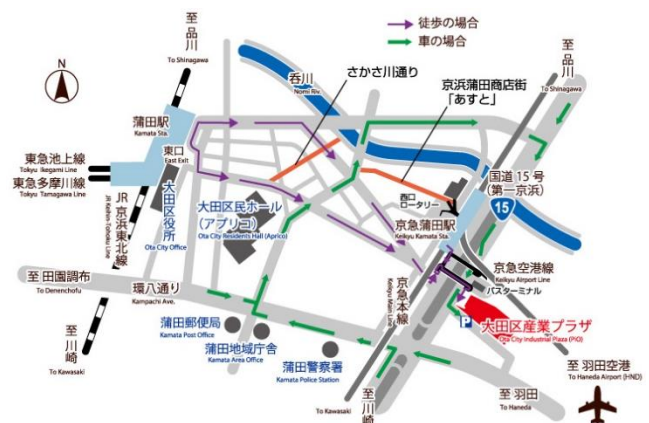 徒歩の場合
車の場合
至 品川
To Shinagawa
至 品川
To Shinagawa
N
さかさ川通り
呑川
Nomi Riv.
京浜蒲田商店街
「あすと」
蒲田駅
Kamata Sta.
東口
East Exit
東急池上線
Tokyu Ikegami Line
東急多摩川線
Tokyu Tamagawa Line
JR 京浜東北線
JR Keihin-Tohoku Line
大田区役所
Ota City Office
大田区民ホール
(アプリコ)
Ota City Residents Hall (Aprico)
西口
ロータリー
国道15号
(第一京浜)
15
京急蒲田駅
Keikyu Kamata Sta.
京急空港線
Keikyu Airport Line
バスターミナル
京急本線
Keikyu Main Line
至 田園調布
To Denenchofu
環八通り
Kampachi Ave.
P
大田区産業プラザ
Ota City Industrial Plaza (PiO)
蒲田郵便局
Kamata Post Office
蒲田地域庁舎
Kamata Area Office
蒲田警察署
Kamata Police Station
至 川崎
To Kawasaki
至 川崎
To Kawasaki
至 羽田
To Haneda
至 羽田空港
To Haneda Airport (HND)